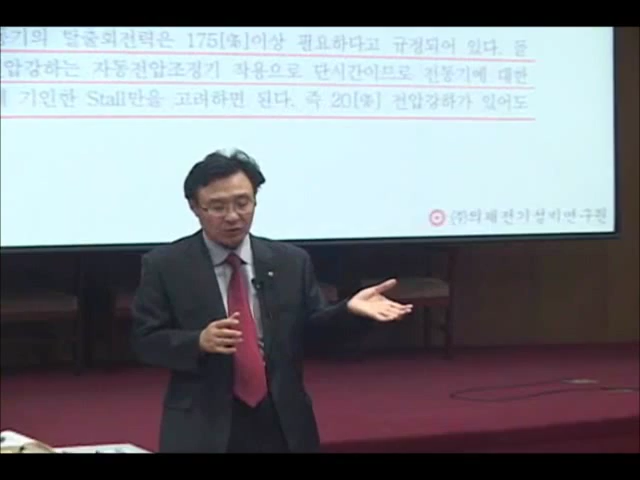 동기의 탈출회전력은 175[%]이상 필요하다고 규정되어 있다. 돌
압강하는 자동전압조정기 작용으로 단시간이므로 전동기에 대한
기인한 Stall만을 고려하면 된다. 즉 20[%] 전압강하가 있어도
(주)의제전기설비연구원